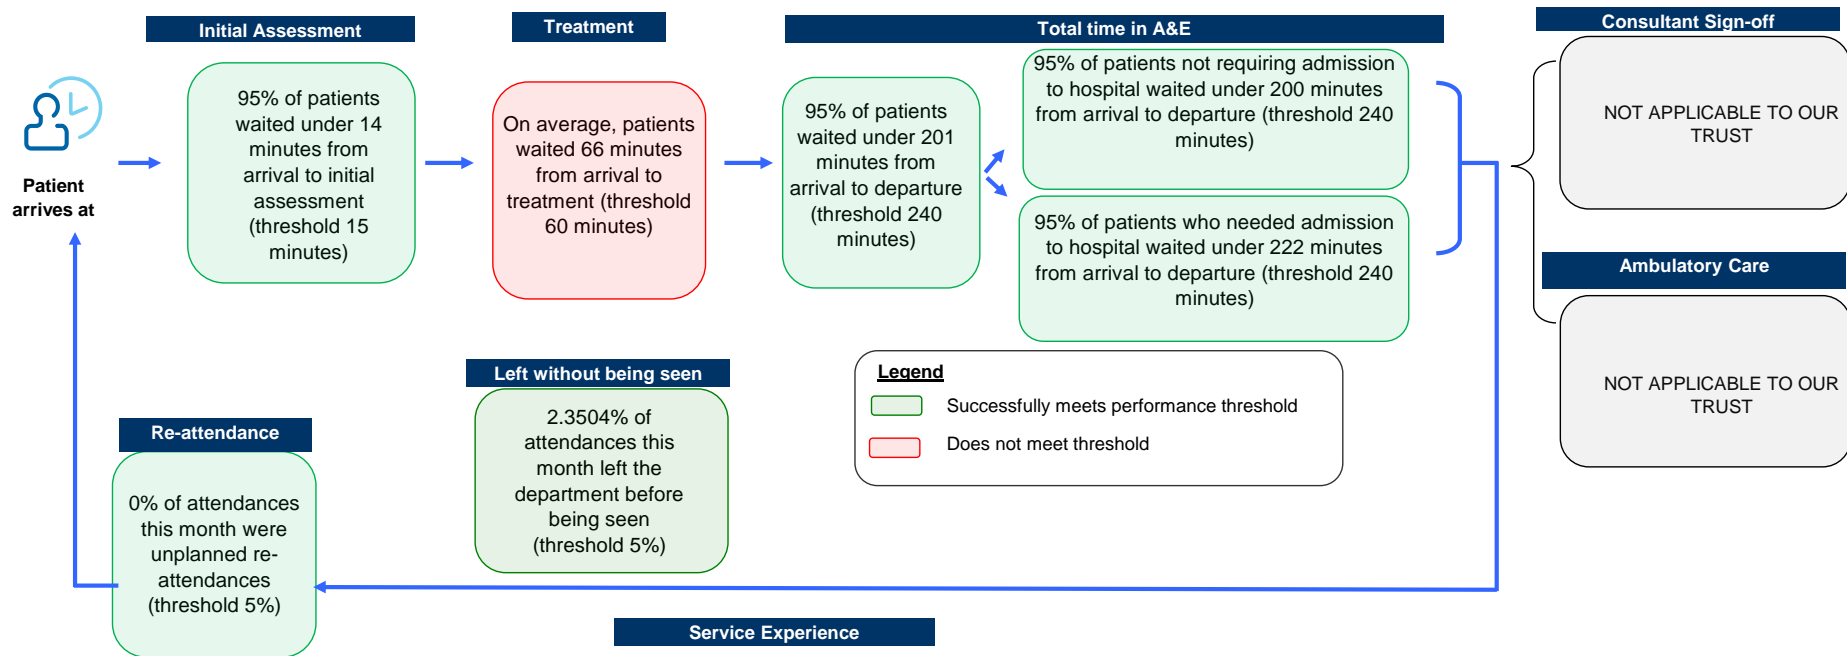 Initial Assessment
Treatment
Total time in A&E
Consultant Sign-off
Patient
arrives at
95% of patients
waited under 14
minutes from
arrival to initial
assessment
(threshold 15
minutes)
On average, patients
waited 66 minutes
from arrival to
treatment (threshold
60 minutes)
95% of patients
waited under 201
minutes from
arrival to departure
(threshold 240
minutes)
95% of patients not requiring admission
to hospital waited under 200 minutes
from arrival to departure (threshold 240
minutes)
95% of patients who needed admission
to hospital waited under 222 minutes
from arrival to departure (threshold 240
minutes)
NOT APPLICABLE TO OUR
TRUST
Ambulatory Care
NOT APPLICABLE TO OUR
TRUST
Left without being seen
2.3504% of
attendances this
month left the
department before
being seen
(threshold 5%)
Legend
Successfully meets performance threshold
Does not meet threshold
Re-attendance
0% of attendances
this month were
unplanned re-
attendances
(threshold 5%)
Service Experience